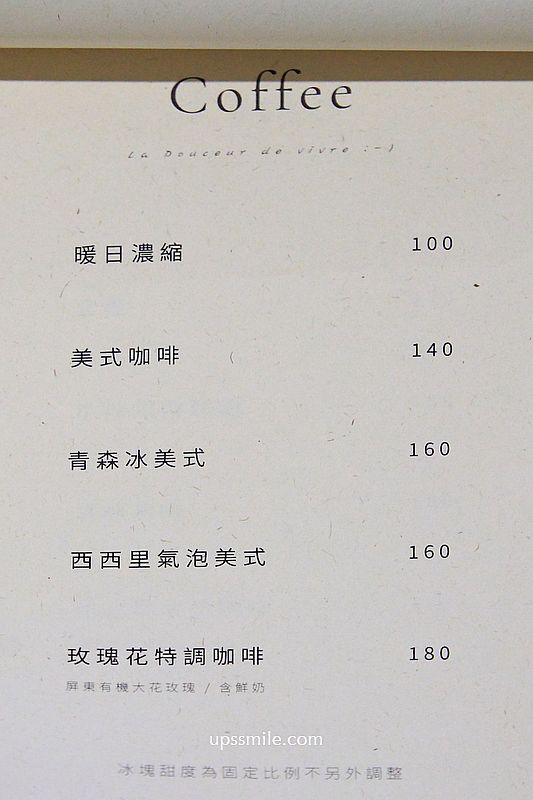 Coffee
La Douceur de vivre :-)
暖日濃縮 100
美式咖啡 140
青森冰美式 160
西西里氣泡美式 160
玫瑰花特調咖啡 180
屏東有機大花玫瑰 / 含鮮奶
upssmile.com
冰塊甜度為固定比例不另外調整